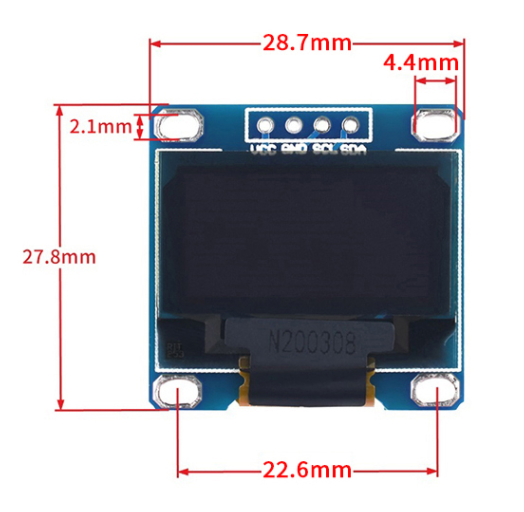 28.7mm
4.4mm
2.1mm
VCC GND SCL SDA
27.8mm
N200308
22.6mm